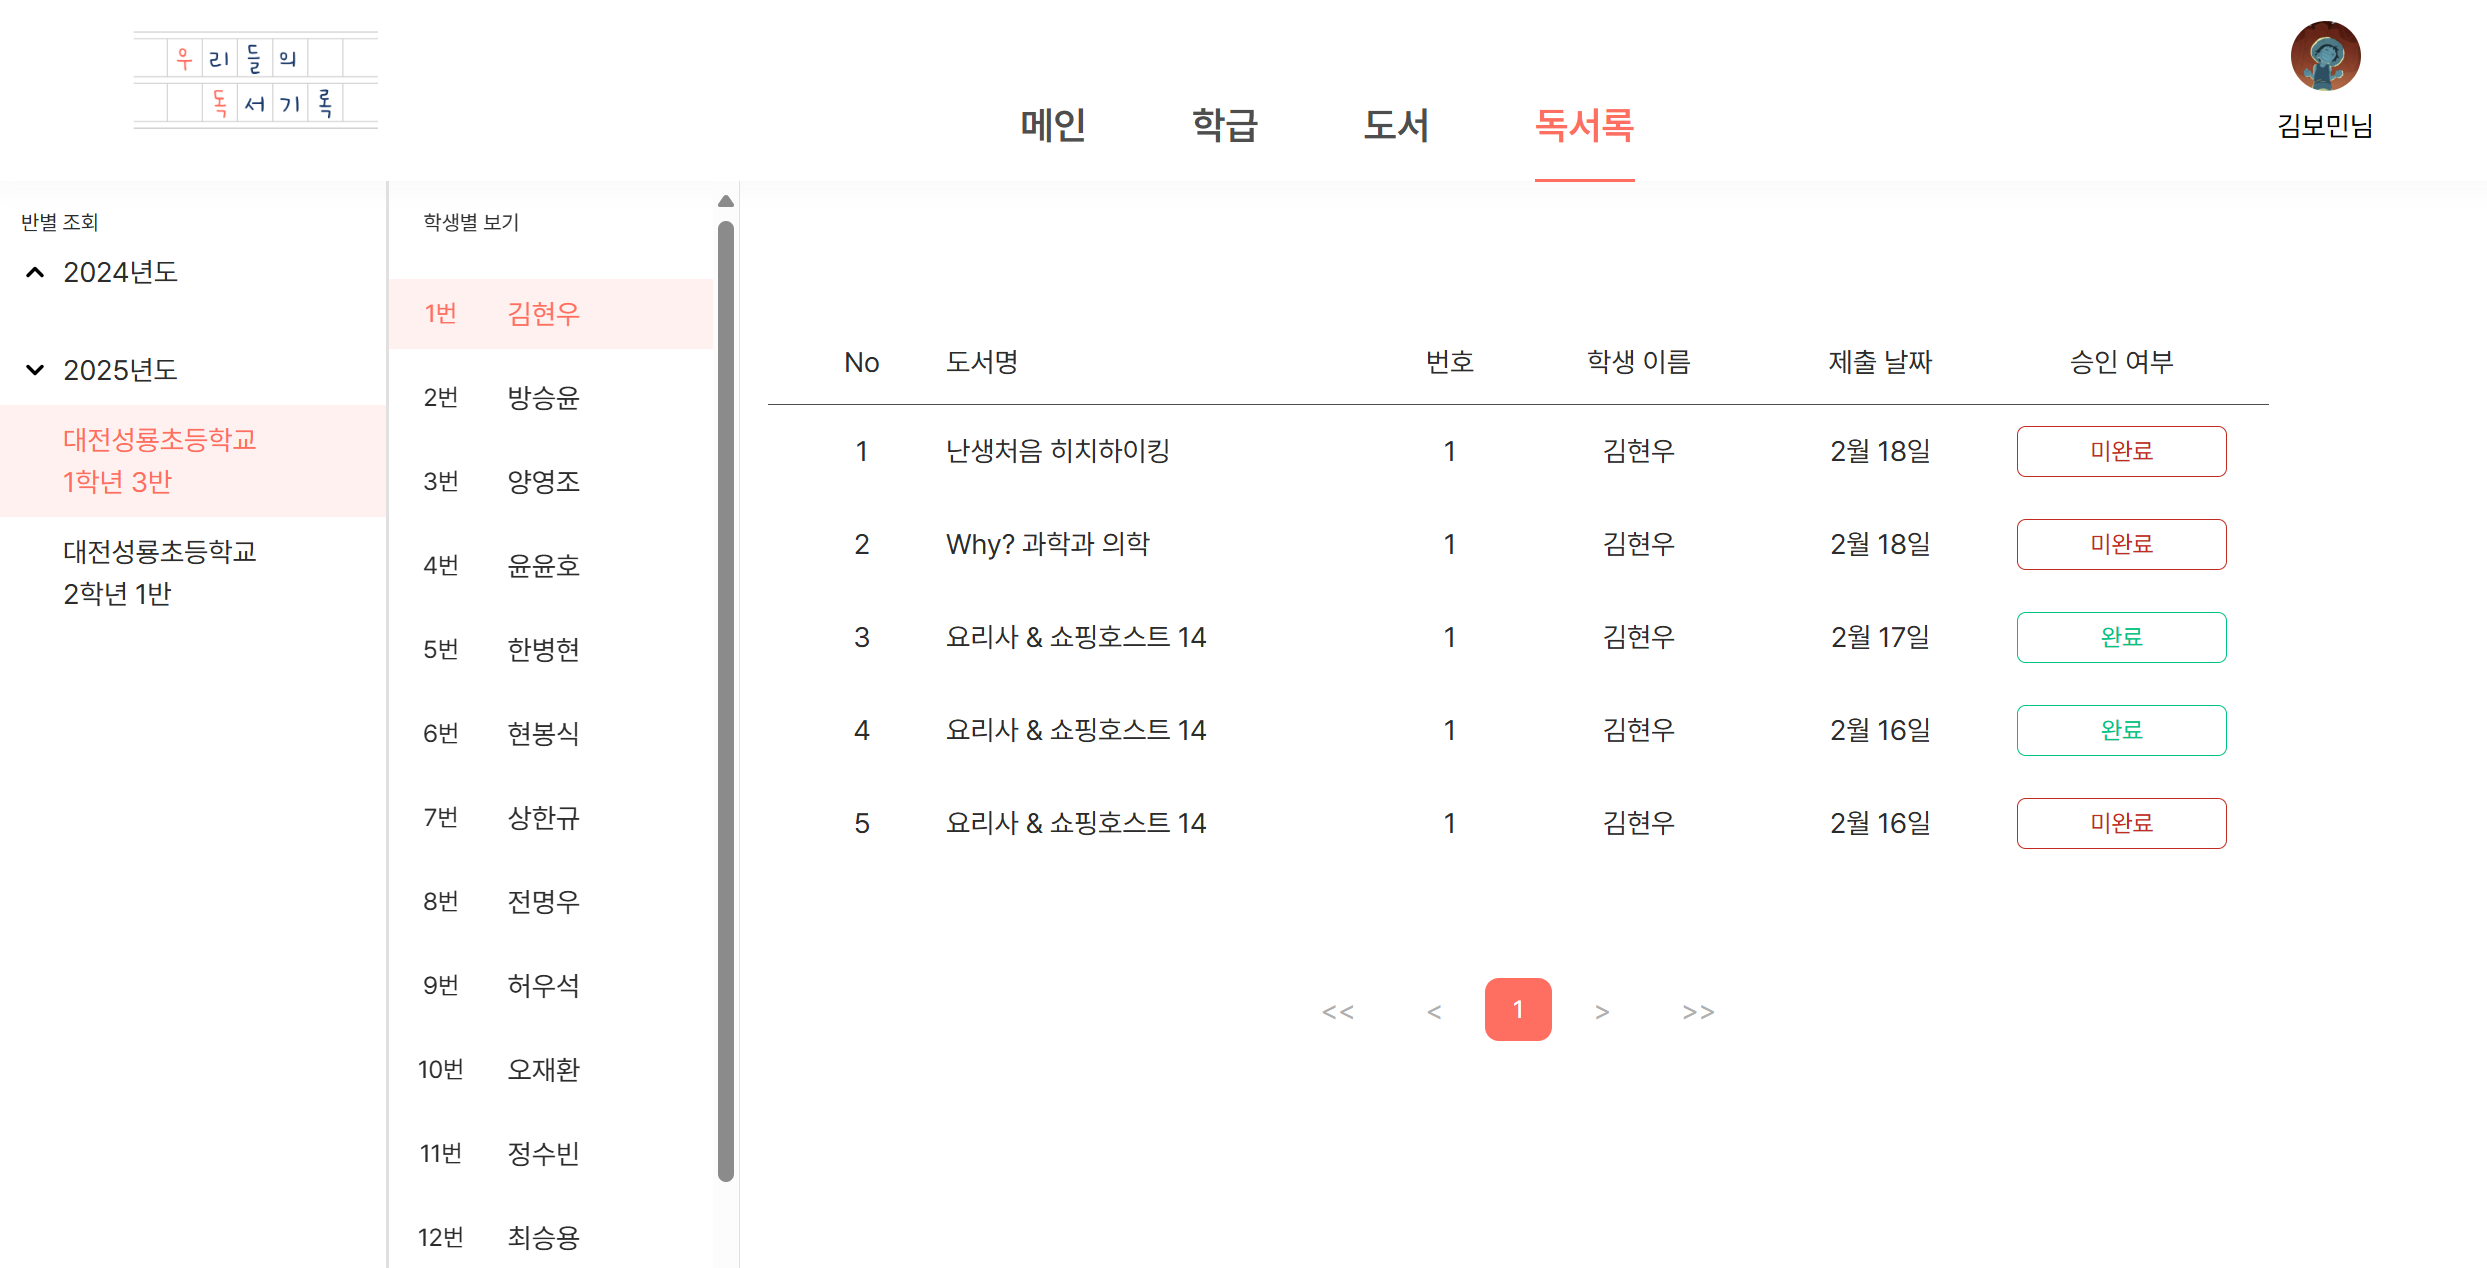 우리들의
독서기록
메인 학급 도서 독서록
김보민님
반별 조회
2024년도
2025년도
대전성룡초등학교
1학년 3반
대전성룡초등학교
2학년 1반
학생별 보기
1번 김현우
2번 방승윤
3번 양영조
4번 윤윤호
5번 한병현
6번 현봉식
7번 상한규
8번 전명우
9번 허우석
10번 오재환
11번 정수빈
12번 최승용
No 도서명 번호 학생 이름 제출 날짜 승인 여부
1 난생처음 히치하이킹 1 김현우 2월 18일 미완료
2 Why? 과학과 의학 1 김현우 2월 18일 미완료
3 요리사 & 쇼핑호스트 14 1 김현우 2월 17일 완료
4 요리사 & 쇼핑호스트 14 1 김현우 2월 16일 완료
5 요리사 & 쇼핑호스트 14 1 김현우 2월 16일 미완료
<< < 1 > >>